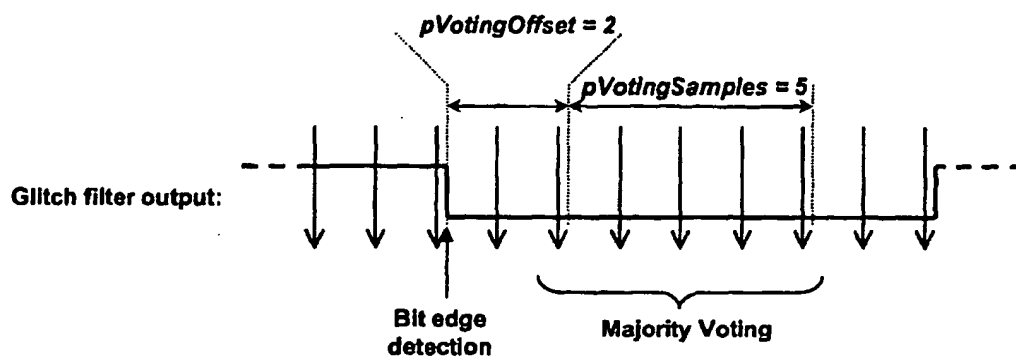 pVotingOffset = 2
pVotingSamples = 5
Glitch filter output:
Bit edge
detection
Majority Voting